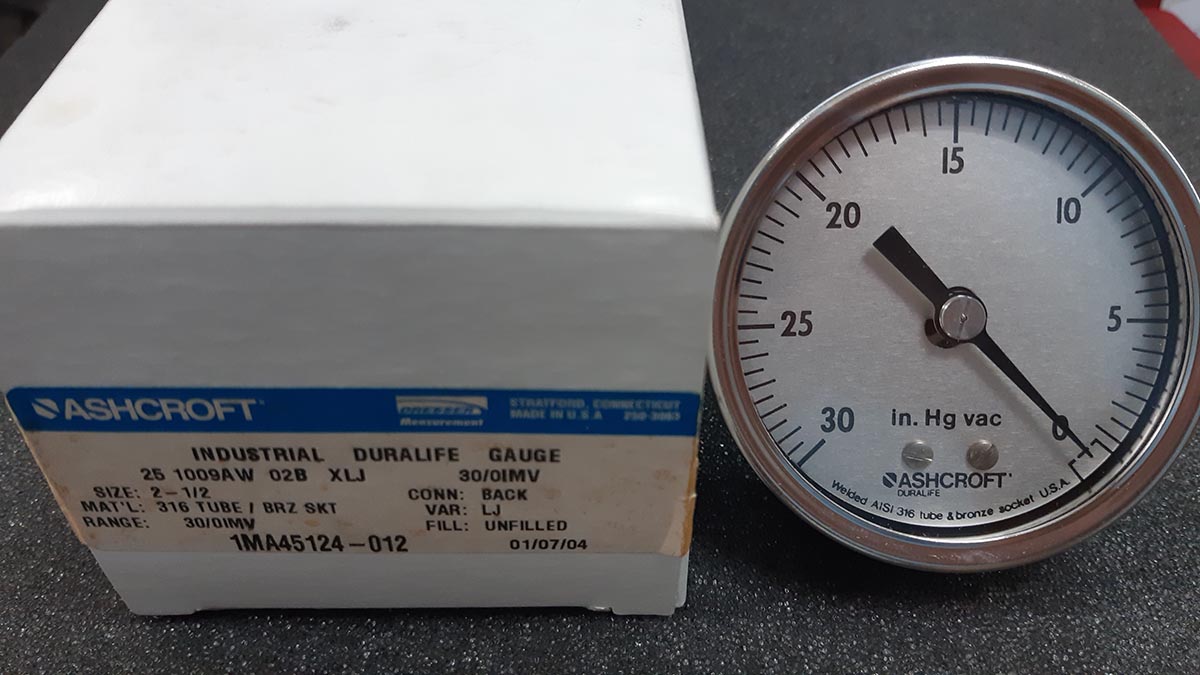 ASHCROFT
DRESSER
Measurement
STRATFORD, CONNECTICUT
MADE IN U.S.A 250-3063
INDUSTRIAL DURALIFE GAUGE
25 1009AW 02B XLJ 30/0IMV
SIZE: 2-1/2 CONN: BACK
MAT'L: 316 TUBE / BRZ SKT VAR: LJ
RANGE: 30/0IMV FILL: UNFILLED
1MA45124-012 01/07/04
15
20
10
25
5
30
0
in. Hg vac
ASHCROFT
DURALIFE
Welded AISI 316 tube & bronze socket U.S.A.